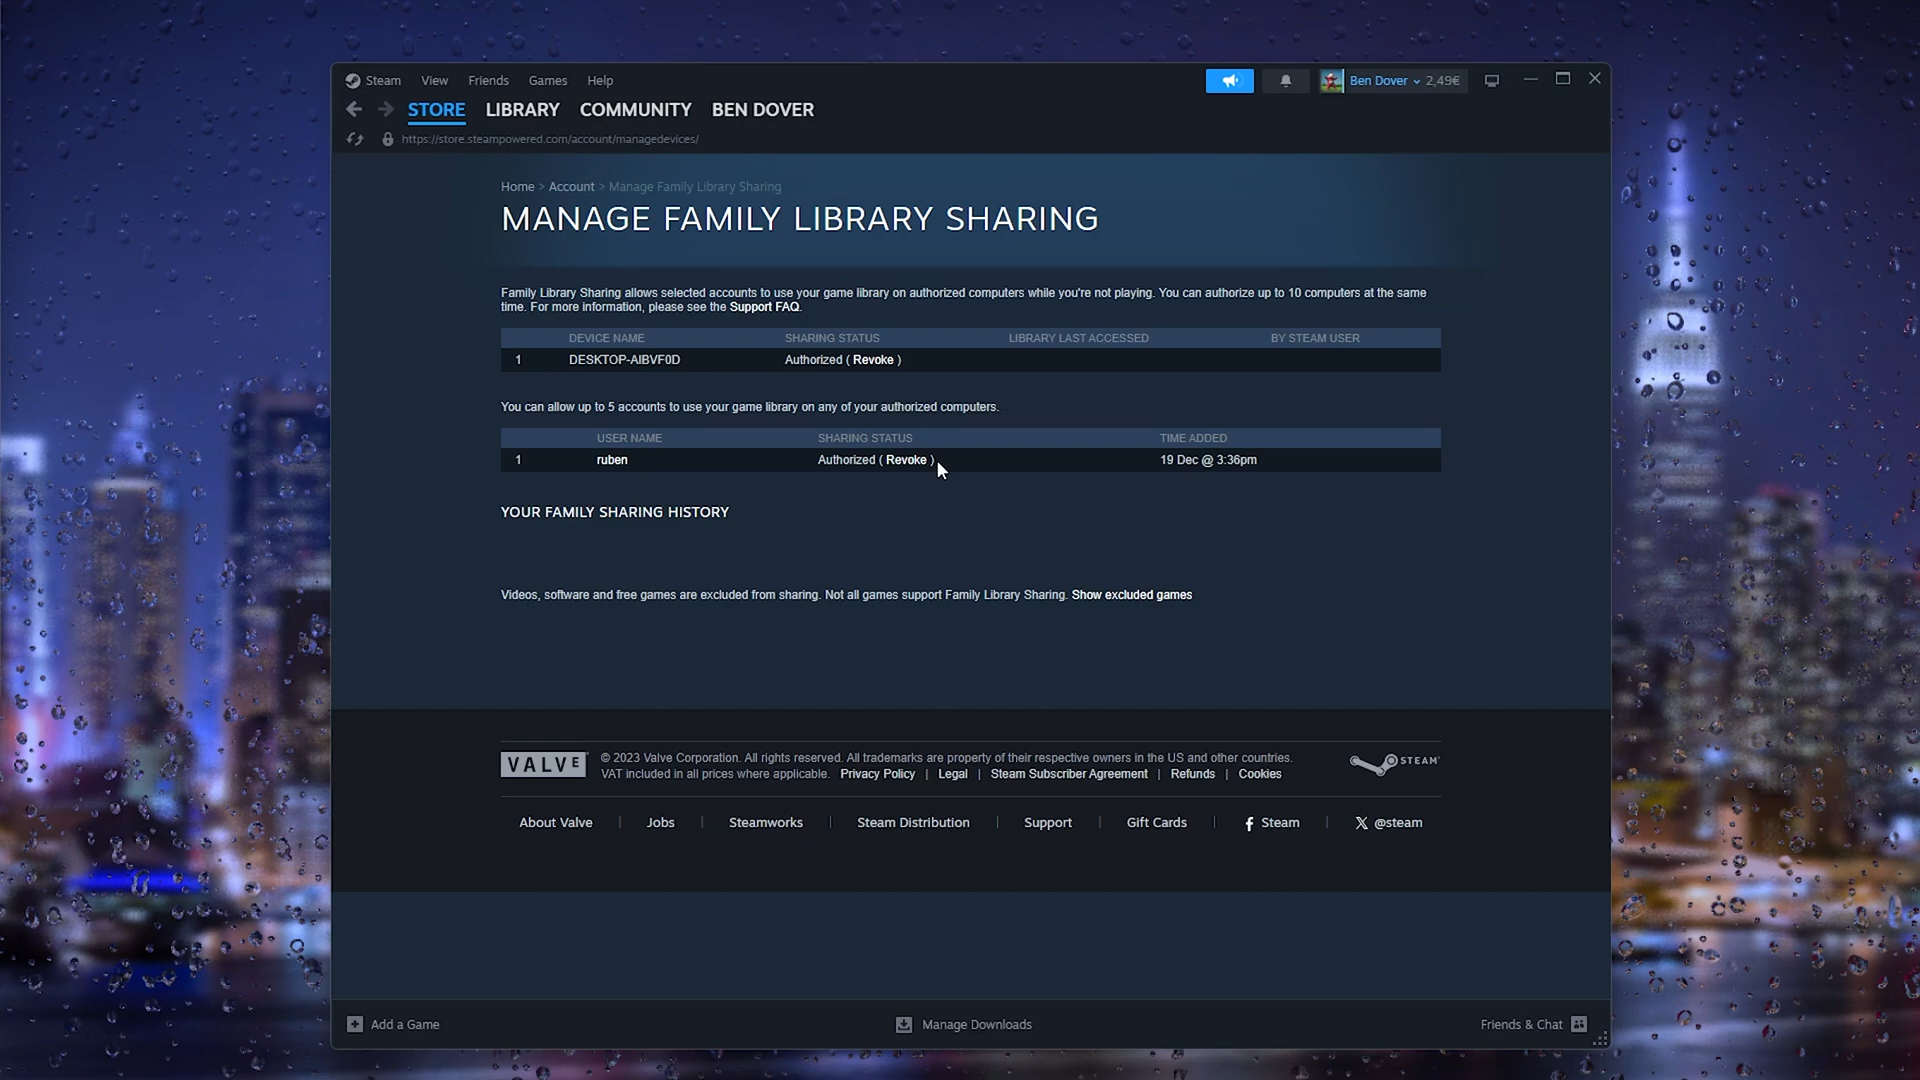 Steam View Friends Games Help Ben Dover 2,49€
STORE LIBRARY COMMUNITY BEN DOVER
https://store.steampowered.com/account/managedevices/
Home > Account > Manage Family Library Sharing
MANAGE FAMILY LIBRARY SHARING
Family Library Sharing allows selected accounts to use your game library on authorized computers while you're not playing. You can authorize up to 10 computers at the same
time. For more information, please see the Support FAQ.
DEVICE NAME SHARING STATUS LIBRARY LAST ACCESSED BY STEAM USER
1 DESKTOP-AIBVF0D Authorized ( Revoke )
You can allow up to 5 accounts to use your game library on any of your authorized computers.
USER NAME SHARING STATUS TIME ADDED
1 ruben Authorized ( Revoke ) 19 Dec @ 3:36pm
YOUR FAMILY SHARING HISTORY
Videos, software and free games are excluded from sharing. Not all games support Family Library Sharing. Show excluded games
VALVE © 2023 Valve Corporation. All rights reserved. All trademarks are property of their respective owners in the US and other countries. STEAM
VAT included in all prices where applicable. Privacy Policy | Legal | Steam Subscriber Agreement | Refunds | Cookies
About Valve | Jobs | Steamworks | Steam Distribution | Support | Gift Cards | Steam | @steam
Add a Game Manage Downloads Friends & Chat